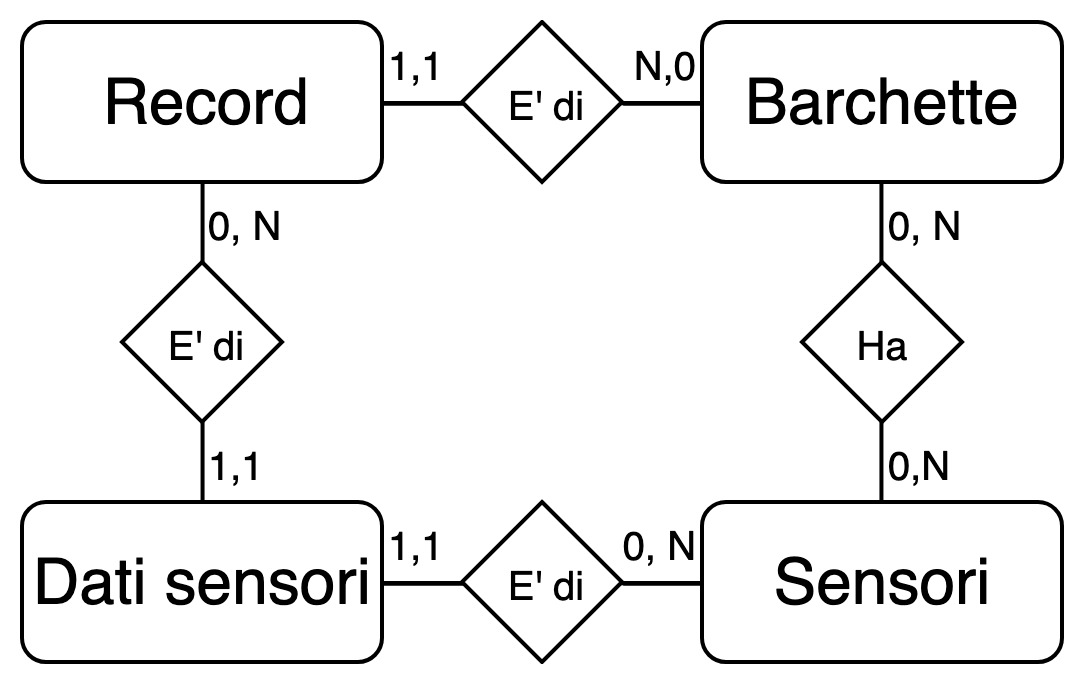 Record
1,1
E' di
N,0
Barchette
0, N
0, N
E' di
Ha
1,1
0,N
Dati sensori
1,1
E' di
0, N
Sensori